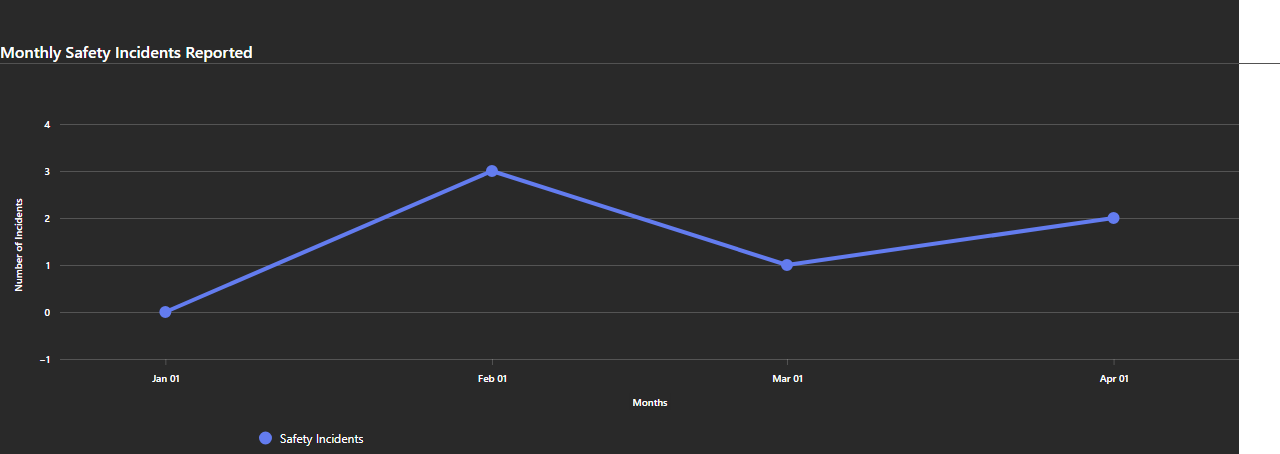 Monthly Safety Incidents Reported
4
3
2
1
0
−1
Number of Incidents
Jan 01
Feb 01
Mar 01
Apr 01
Months
Safety Incidents